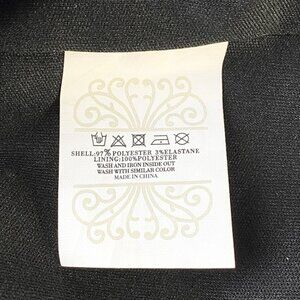 SHELL:97%POLYESTER 3%ELASTANE
LINING:100%POLYESTER
WASH AND IRON INSIDE OUT
WASH WITH SIMILAR COLOR
MADE IN CHINA